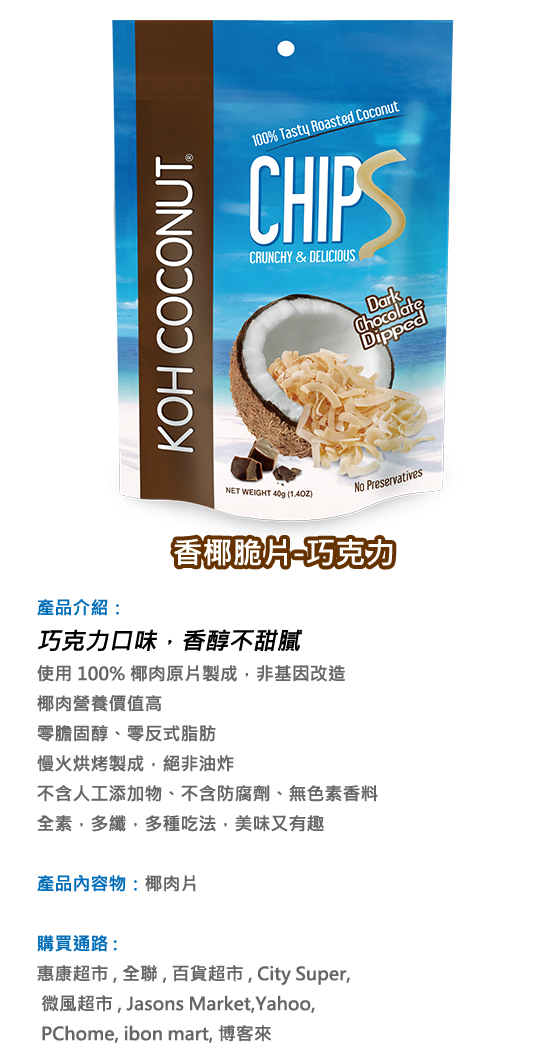 KOH COCONUT®
100% Tasty Roasted Coconut
CHIPS
CRUNCHY & DELICIOUS
Dark
Chocolate
Dipped
NET WEIGHT 40g (1.4OZ)
No Preservatives
香椰脆片-巧克力
產品介紹：
巧克力口味，香醇不甜膩
使用 100% 椰肉原片製成，非基因改造
椰肉營養價值高
零膽固醇、零反式脂肪
慢火烘烤製成，絕非油炸
不含人工添加物、不含防腐劑、無色素香料
全素，多纖，多種吃法，美味又有趣
產品內容物：椰肉片
購買通路：
惠康超市 , 全聯 , 百貨超市 , City Super,
微風超市 , Jasons Market,Yahoo,
PChome, ibon mart, 博客來